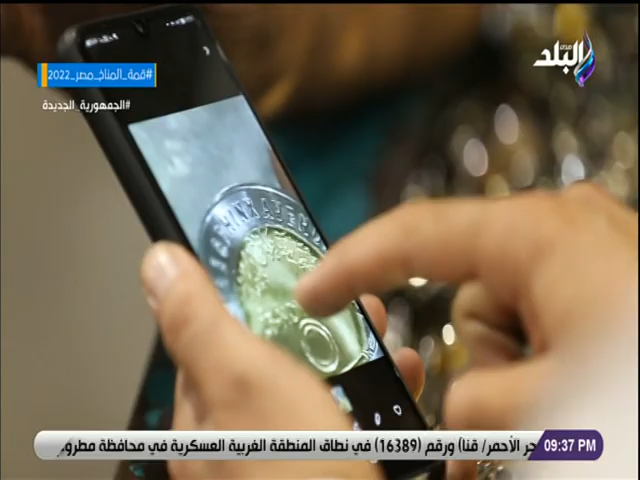 #قمة_المناخ_مصر_2022
#الجمهورية_الجديدة
صدى
البلد
حر الأحمر/ قنا) ورقم (16389) في نطاق المنطقة الغربية العسكرية في محافظة مطروح
09:37 PM